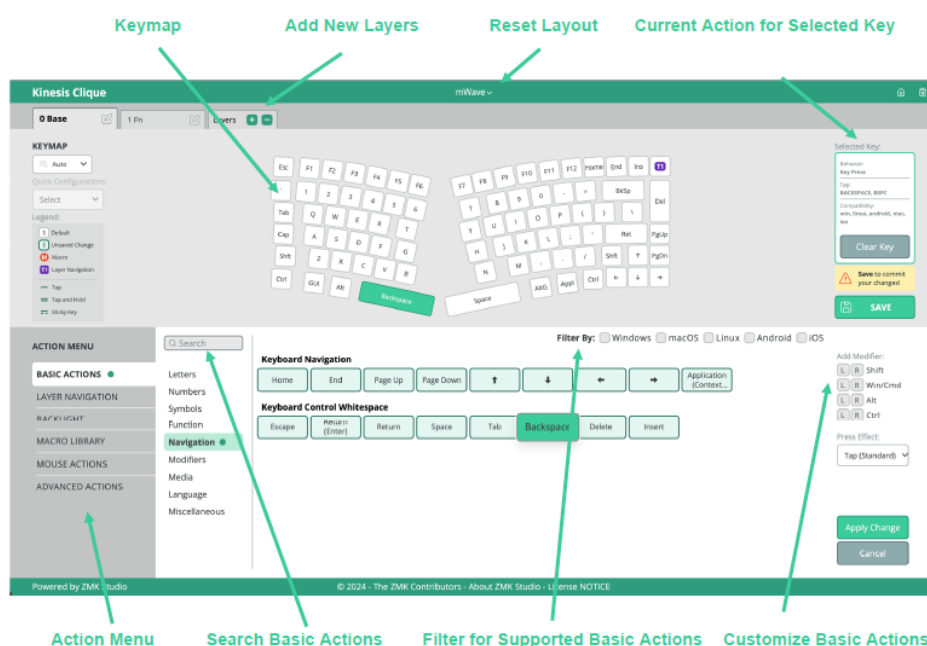 Keymap
Add New Layers
Reset Layout
Current Action for Selected Key
Kinesis Clique
mWave
0 Base
1 Fn
Layers
KEYMAP
Auto
Quick Configurations:
Select
Legend:
Default
Unsaved Change
Macro
Layer Navigation
Tap
Tap and Hold
Sticky Key
Esc F1 F2 F3 F4 F5 F6
` 1 2 3 4 5 6
Tab Q W E R T
Cap A S D F G
Shft Z X C V B
Ctrl GUI Alt Backspace
F7 F8 F9 F10 F11 F12 Home End Ins T1
7 8 9 0 - = BkSp Del
Y U I O P ( ) \
H J K L ; ' Ret PgUp
N M , . / Shft ↑ PgDn
Space AltG Appl Ctrl ← ↓ →
Selected Key:
Behavior:
Key Press
Tap:
BACKSPACE, BSPC
Compatibility:
win, linux, android, mac,
ios
Clear Key
Save to commit
your changes!
SAVE
ACTION MENU
BASIC ACTIONS
LAYER NAVIGATION
BACKLIGHT
MACRO LIBRARY
MOUSE ACTIONS
ADVANCED ACTIONS
Search
Letters
Numbers
Symbols
Function
Navigation
Modifiers
Media
Language
Miscellaneous
Filter By: Windows macOS Linux Android iOS
Keyboard Navigation
Home End Page Up Page Down ↑ ↓ ← → Application
(Context...
Keyboard Control Whitespace
Escape Return
(Enter) Return Space Tab Backspace Delete Insert
Add Modifier:
L R Shift
L R Win/Cmd
L R Alt
L R Ctrl
Press Effect:
Tap (Standard)
Apply Change
Cancel
Powered by ZMK Studio
© 2024 - The ZMK Contributors - About ZMK Studio - License NOTICE
Action Menu
Search Basic Actions
Filter for Supported Basic Actions
Customize Basic Actions